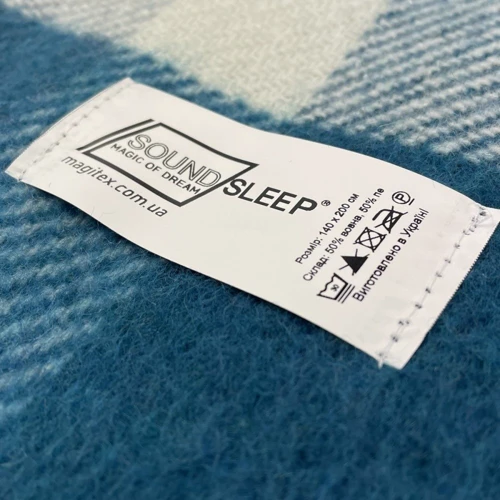 SOUND
MAGIC OF DREAM
SLEEP®
magitex.com.ua
Розмір: 140 x 200 см
Склад: 50% вовна, 50% пе
30
P
Виготовлено в Україні